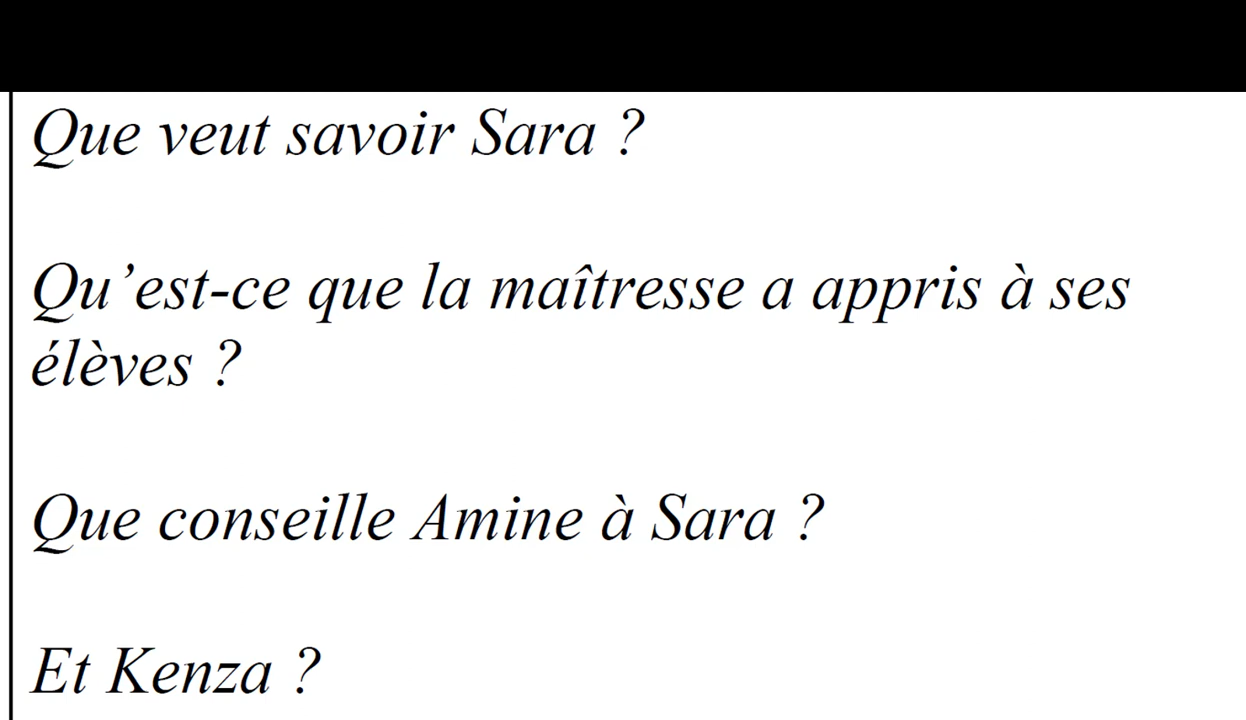 Que veut savoir Sara ?
Qu’est-ce que la maîtresse a appris à ses
élèves ?
Que conseille Amine à Sara ?
Et Kenza ?